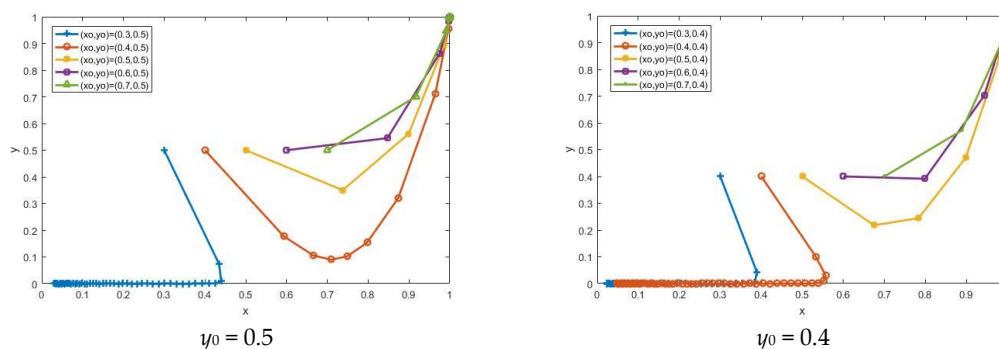 1
0.9
0.8
0.7
0.6
0.5
0.4
0.3
0.2
0.1
0
y
(xo,yo)=(0.3,0.5)
(xo,yo)=(0.4,0.5)
(xo,yo)=(0.5,0.5)
(xo,yo)=(0.6,0.5)
(xo,yo)=(0.7,0.5)
0 0.1 0.2 0.3 0.4 0.5 0.6 0.7 0.8 0.9 1
x
y0 = 0.5
1
0.9
0.8
0.7
0.6
0.5
0.4
0.3
0.2
0.1
0
y
(xo,yo)=(0.3,0.4)
(xo,yo)=(0.4,0.4)
(xo,yo)=(0.5,0.4)
(xo,yo)=(0.6,0.4)
(xo,yo)=(0.7,0.4)
0 0.1 0.2 0.3 0.4 0.5 0.6 0.7 0.8 0.9
x
y0 = 0.4